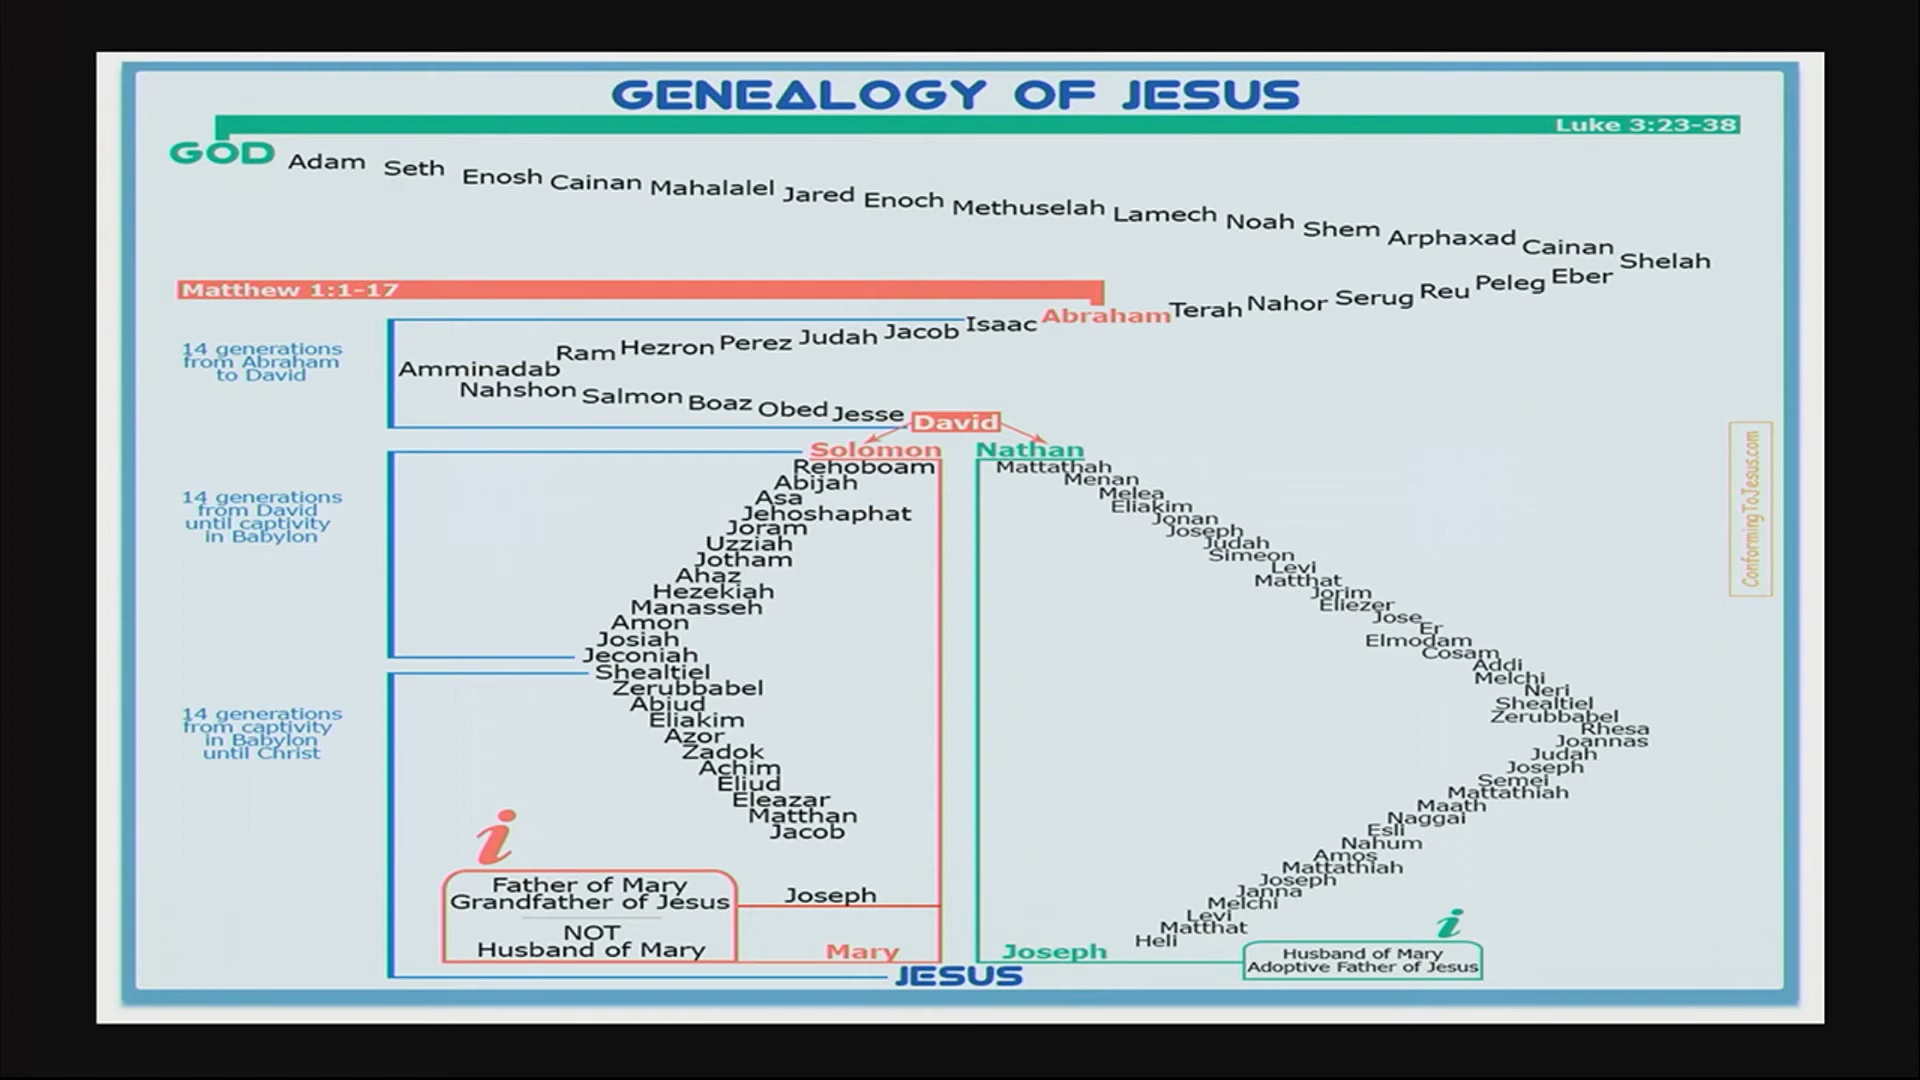 GENEALOGY OF JESUS
Luke 3:23-38
GOD Adam Seth Enosh Cainan Mahalalel Jared Enoch Methuselah Lamech Noah Shem Arphaxad Cainan Shelah
Matthew 1:1-17
Amminadab Ram Hezron Perez Judah Jacob Isaac Abraham Terah Nahor Serug Reu Peleg Eber
14 generations
from Abraham
to David
Nahshon Salmon Boaz Obed Jesse David
Solomon
Rehoboam
Abijah
Asa
Jehoshaphat
Joram
Uzziah
Jotham
Ahaz
Hezekiah
Manasseh
Amon
Josiah
Jeconiah
14 generations
from David
until captivity
in Babylon
Shealtiel
Zerubbabel
Abiud
Eliakim
Azor
Zadok
Achim
Eliud
Eleazar
Matthan
Jacob
14 generations
from captivity
in Babylon
until Christ
i
Father of Mary
Grandfather of Jesus
NOT
Husband of Mary
Joseph
Mary
Nathan
Mattathah
Menan
Melea
Eliakim
Jonan
Joseph
Judah
Simeon
Levi
Matthat
Jorim
Eliezer
Jose
Er
Elmodam
Cosam
Addi
Melchi
Neri
Shealtiel
Zerubbabel
Rhesa
Joannas
Judah
Joseph
Semei
Mattathiah
Maath
Naggai
Esli
Nahum
Amos
Mattathiah
Joseph
Janna
Melchi
Levi
Matthat
Heli
Joseph
i
Husband of Mary
Adoptive Father of Jesus
JESUS
ConformingToJesus.com